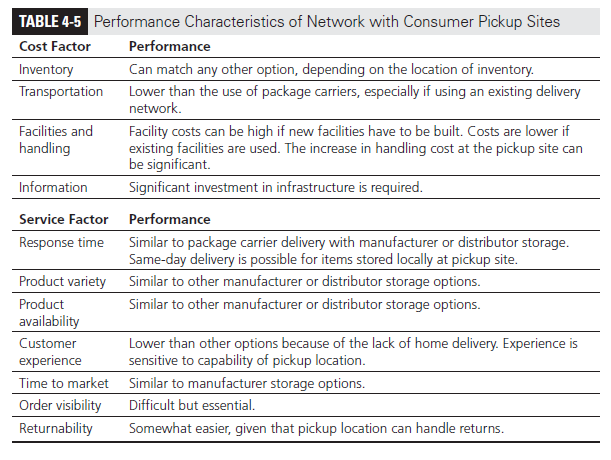 TABLE 4-5 Performance Characteristics of Network with Consumer Pickup Sites
Cost Factor Performance
Inventory Can match any other option, depending on the location of inventory.
Transportation Lower than the use of package carriers, especially if using an existing delivery
network.
Facilities and Facility costs can be high if new facilities have to be built. Costs are lower if
handling existing facilities are used. The increase in handling cost at the pickup site can
be significant.
Information Significant investment in infrastructure is required.
Service Factor Performance
Response time Similar to package carrier delivery with manufacturer or distributor storage.
Same-day delivery is possible for items stored locally at pickup site.
Product variety Similar to other manufacturer or distributor storage options.
Product Similar to other manufacturer or distributor storage options.
availability
Customer Lower than other options because of the lack of home delivery. Experience is
experience sensitive to capability of pickup location.
Time to market Similar to manufacturer storage options.
Order visibility Difficult but essential.
Returnability Somewhat easier, given that pickup location can handle returns.